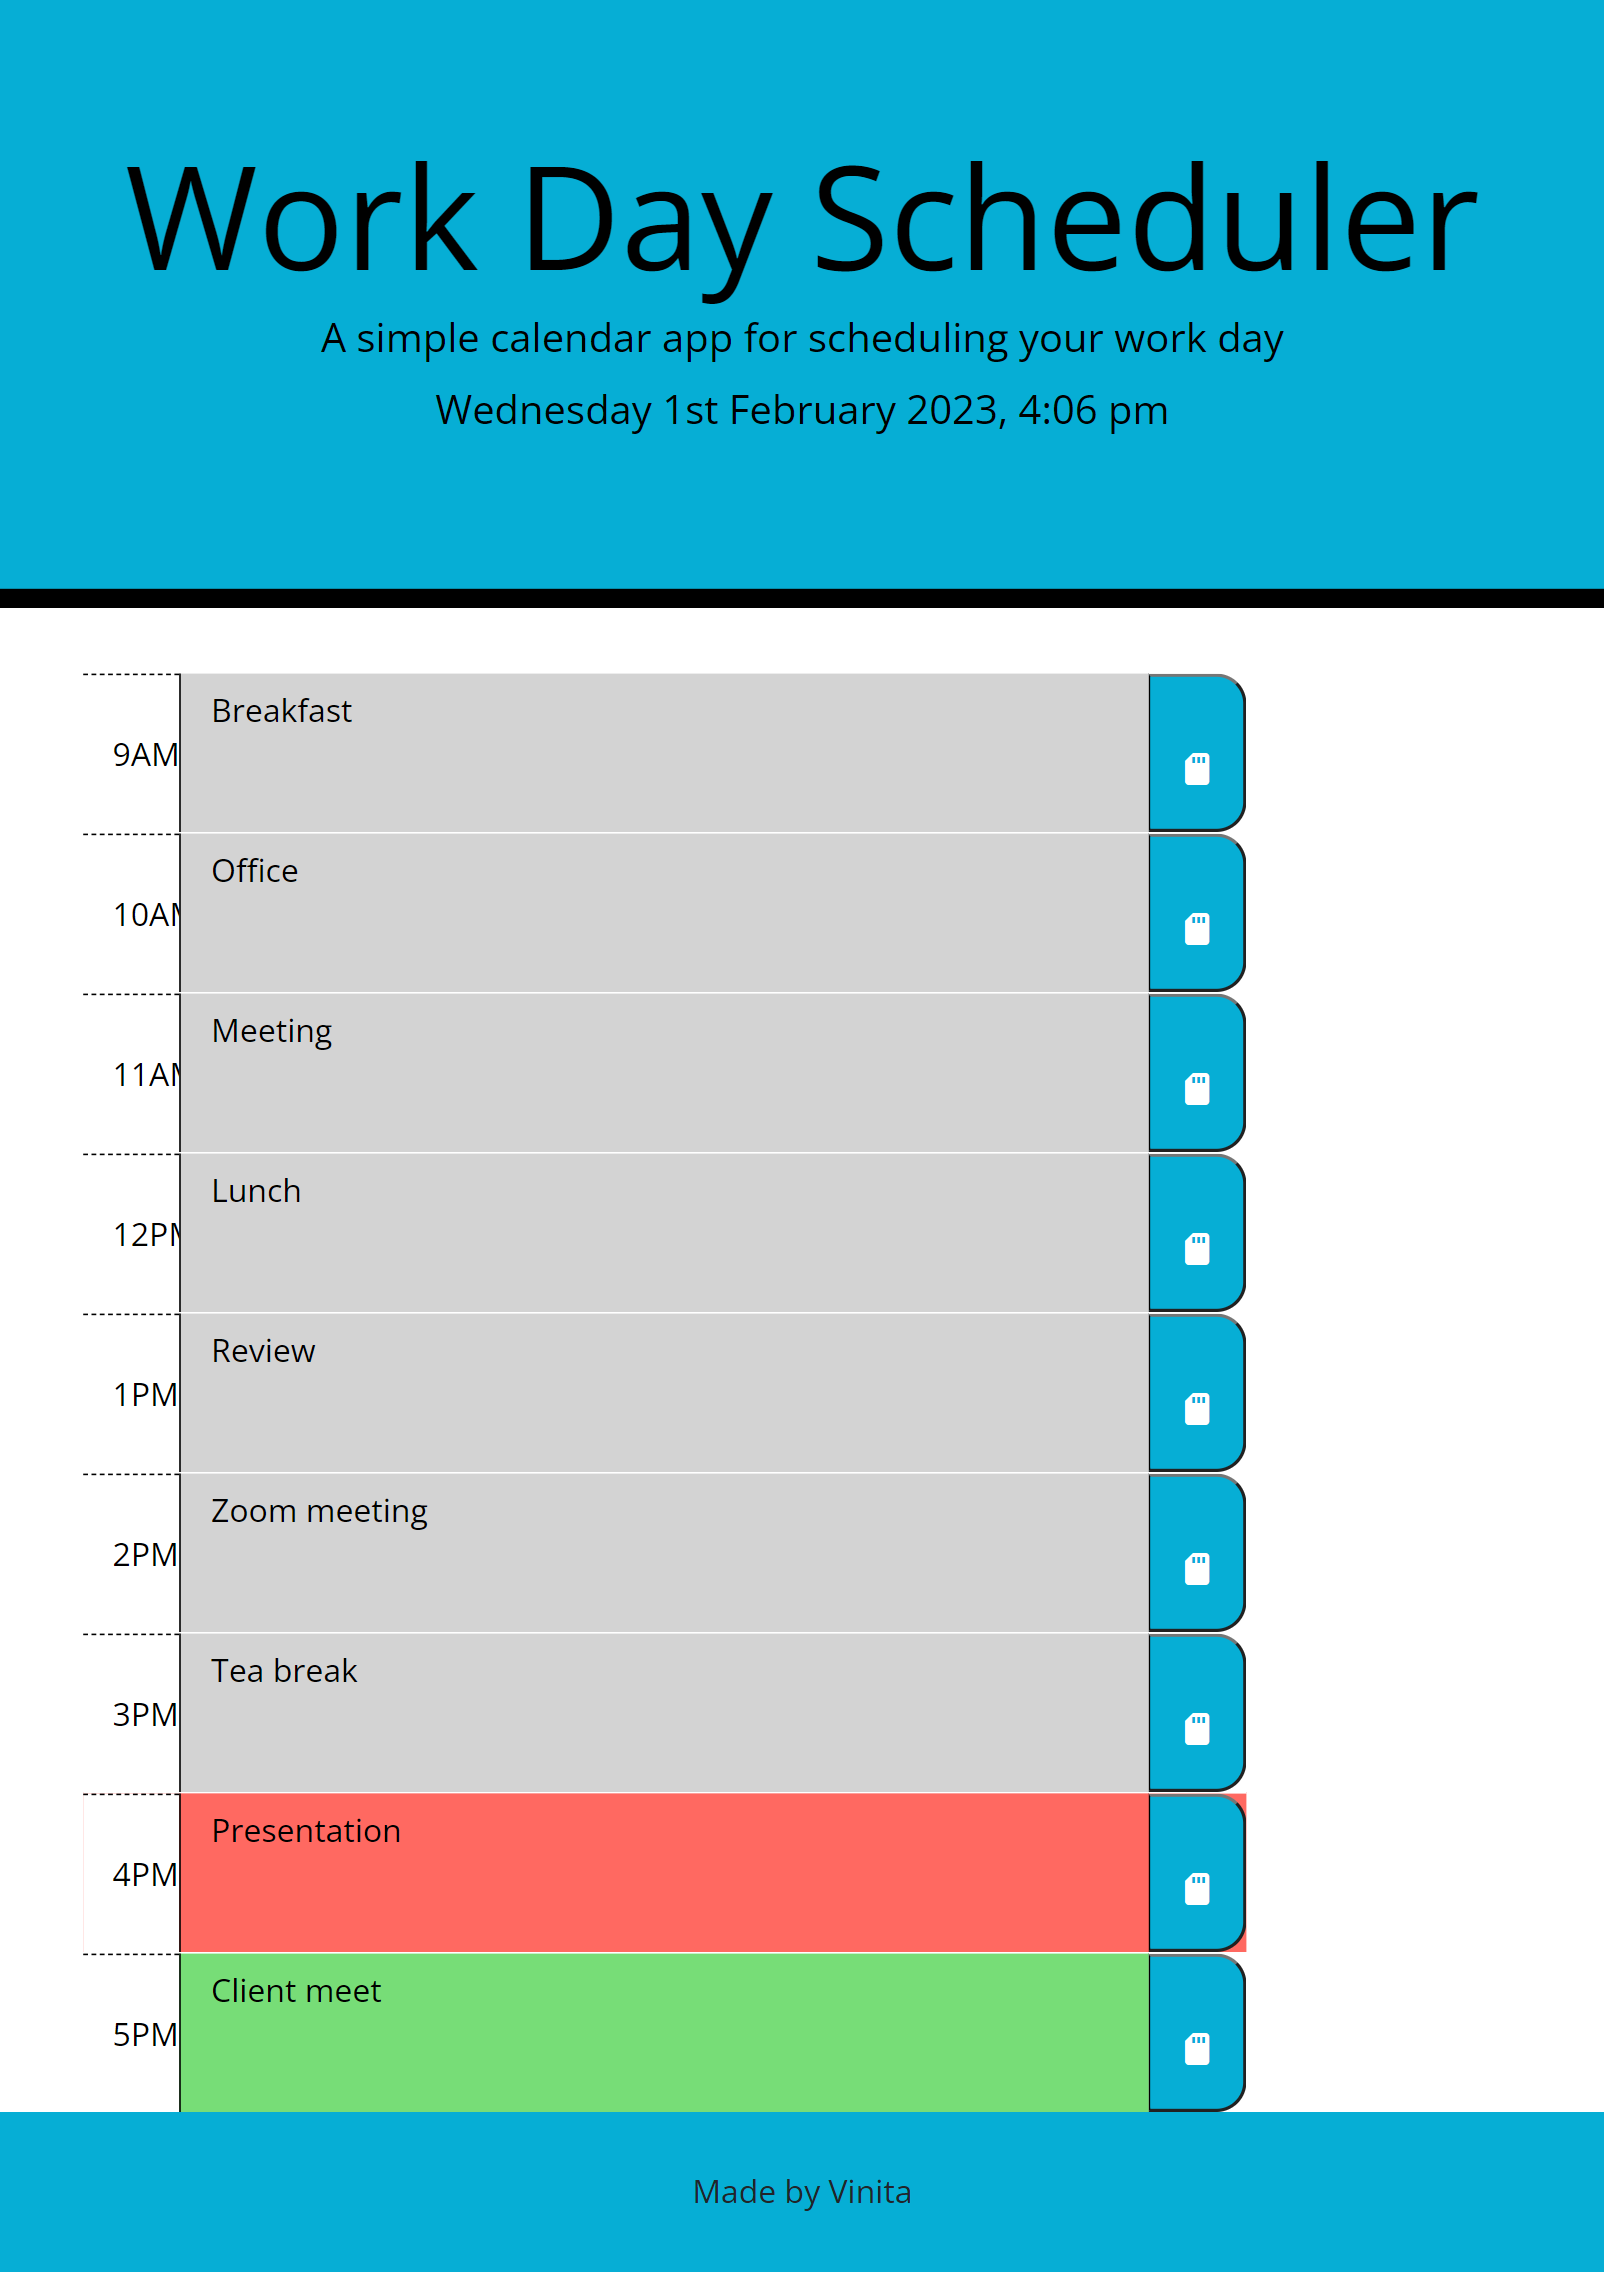 Work Day Scheduler
A simple calendar app for scheduling your work day
Wednesday 1st February 2023, 4:06 pm
9AM Breakfast
10AM Office
11AM Meeting
12PM Lunch
1PM Review
2PM Zoom meeting
3PM Tea break
4PM Presentation
5PM Client meet
Made by Vinita